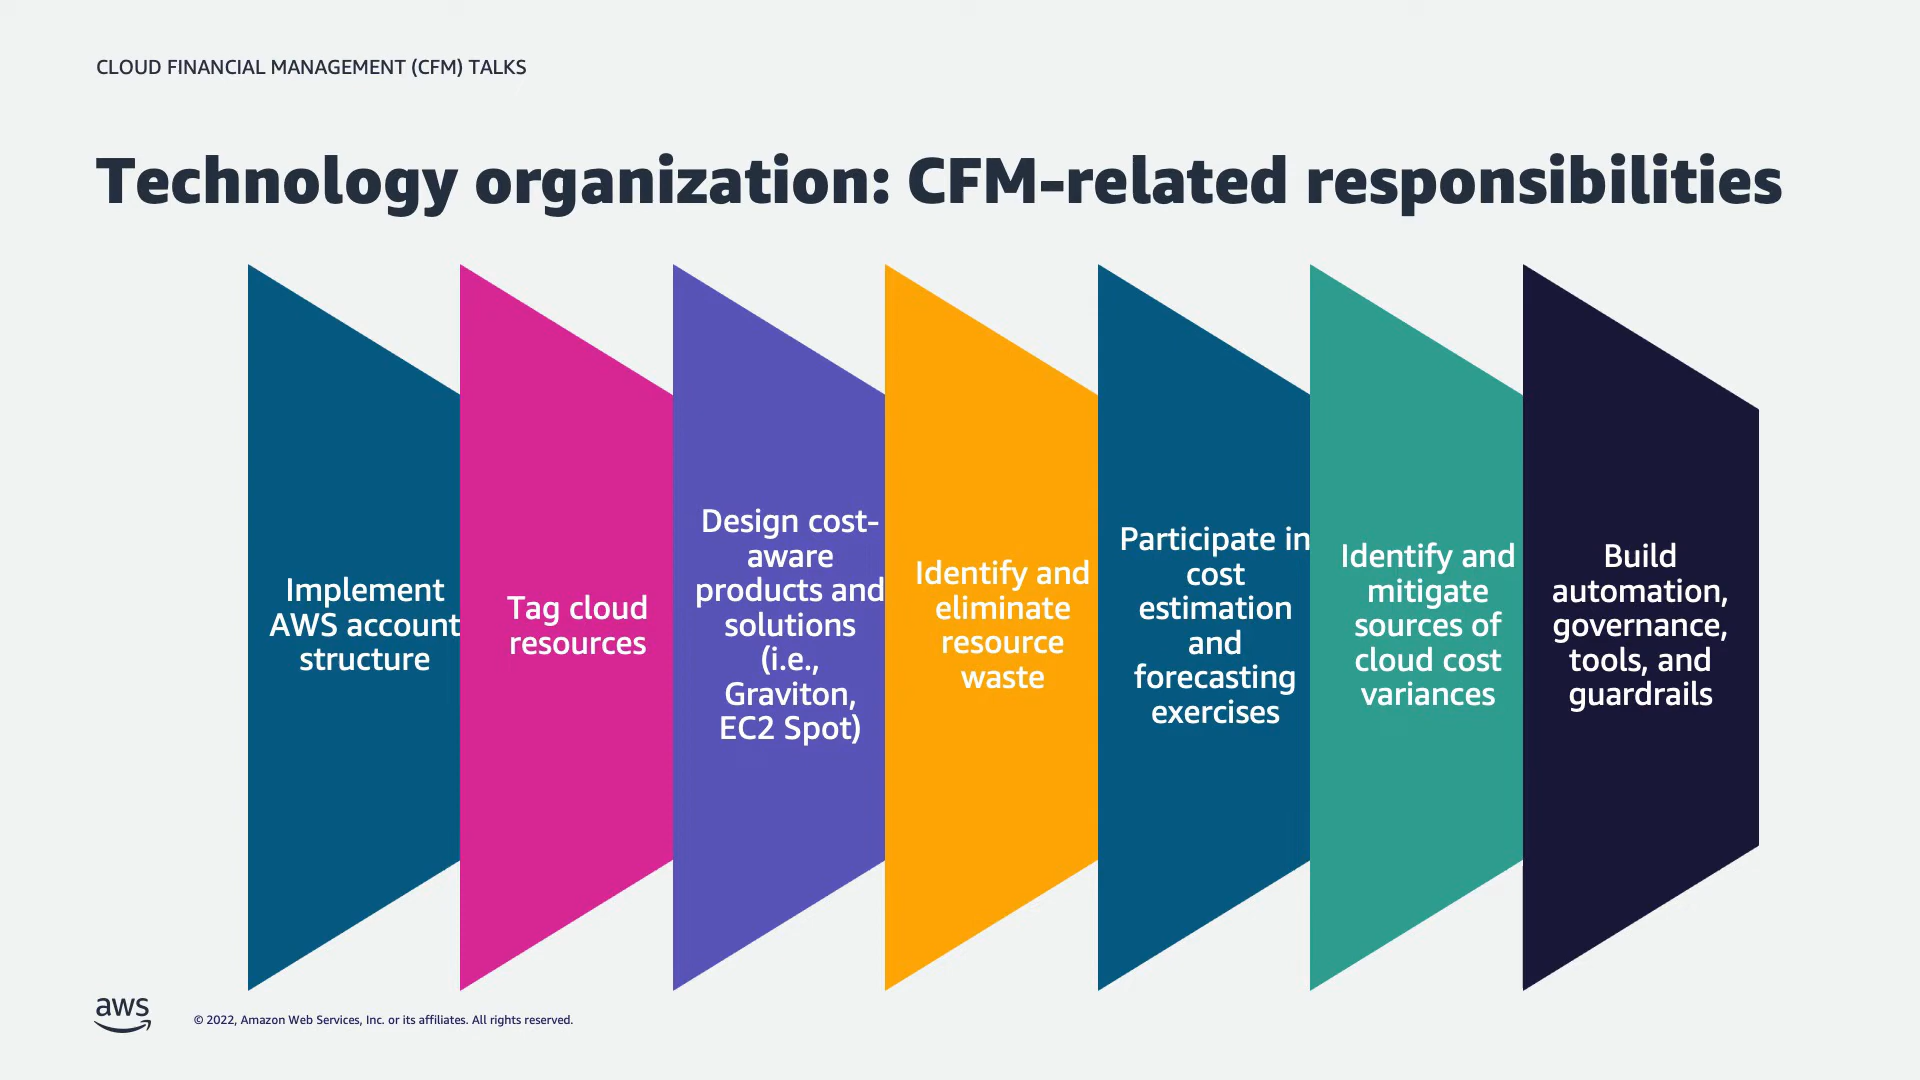 CLOUD FINANCIAL MANAGEMENT (CFM) TALKS
Technology organization: CFM-related responsibilities
Implement
AWS account
structure
Tag cloud
resources
Design cost-
aware
products and
solutions
(i.e.,
Graviton,
EC2 Spot)
Identify and
eliminate
resource
waste
Participate in
cost
estimation
and
forecasting
exercises
Identify and
mitigate
sources of
cloud cost
variances
Build
automation,
governance,
tools, and
guardrails
aws
© 2022, Amazon Web Services, Inc. or its affiliates. All rights reserved.